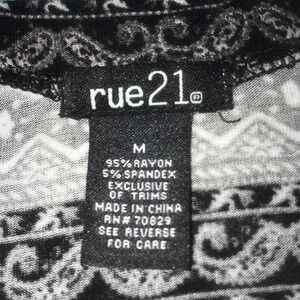 rue21
M
95% RAYON
5% SPANDEX
EXCLUSIVE
OF TRIMS
MADE IN CHINA
RN# 70829
SEE REVERSE
FOR CARE